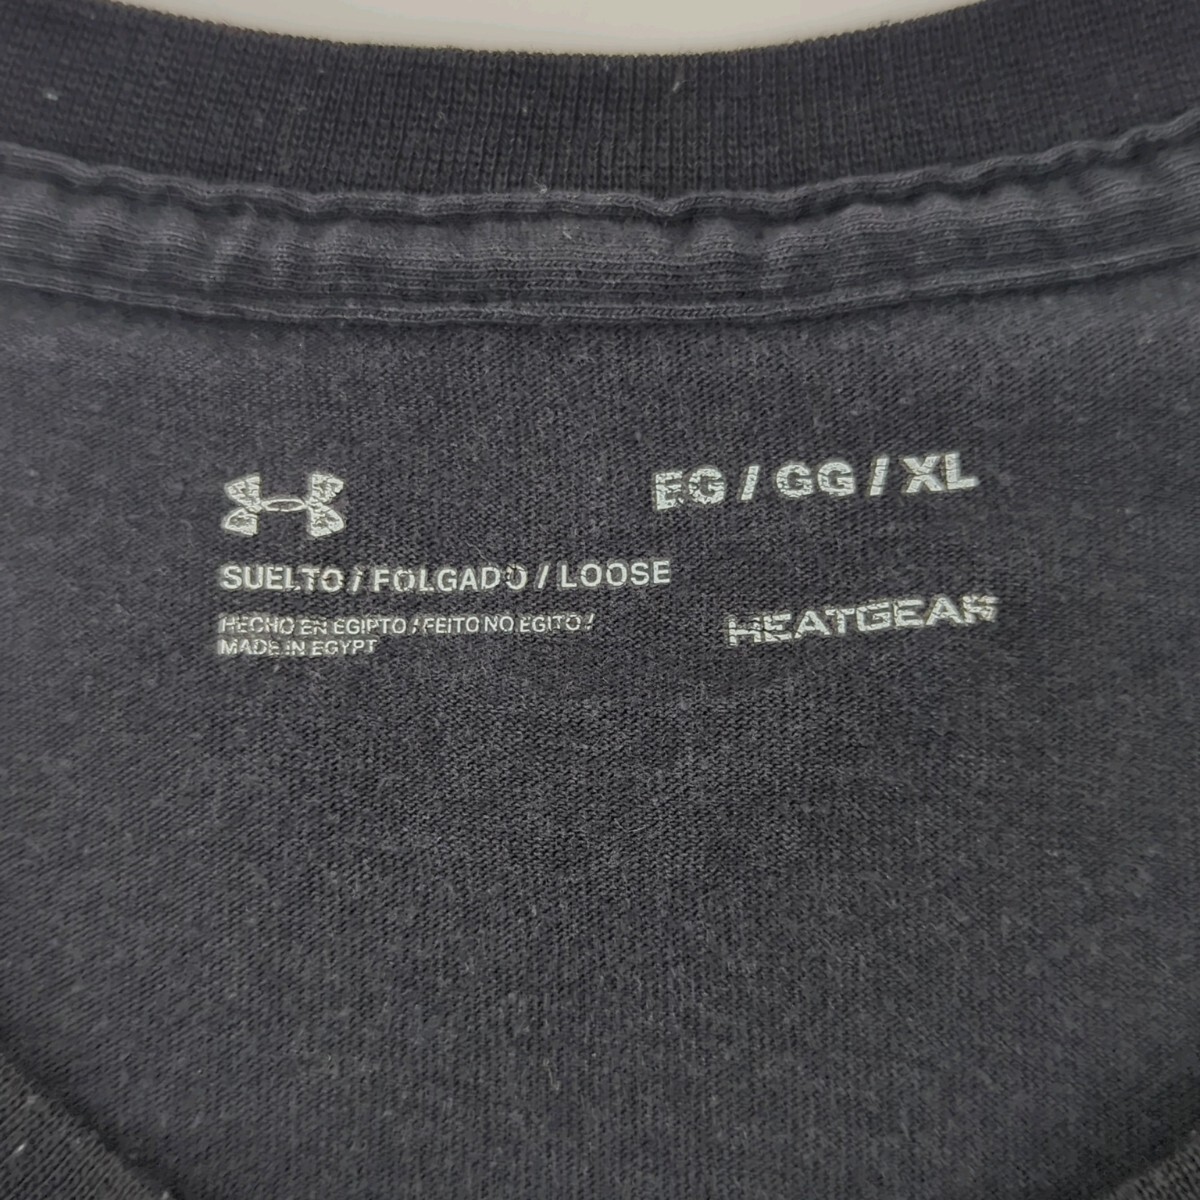 EG / GG / XL
SUELTO / FOLGADO / LOOSE
HECHO EN EGIPTO / FEITO NO EGITO /
MADE IN EGYPT
HEATGEAR